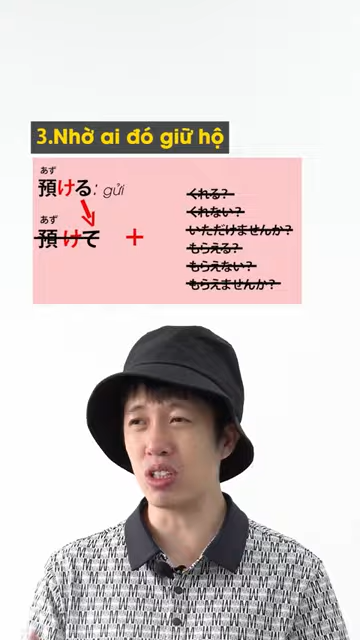 3.Nhờ ai đó giữ hộ
あず
預ける: gửi
あず
預けて +
くれる？
くれない？
いただけませんか？
もらえる？
もらえない？
もらえませんか？